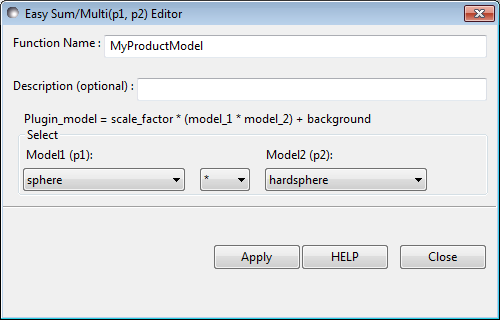 Easy Sum/Multi(p1, p2) Editor
Function Name : MyProductModel
Description (optional) :
Plugin_model = scale_factor * (model_1 * model_2) + background
Select
Model1 (p1): Model2 (p2):
sphere * hardsphere
Apply HELP Close